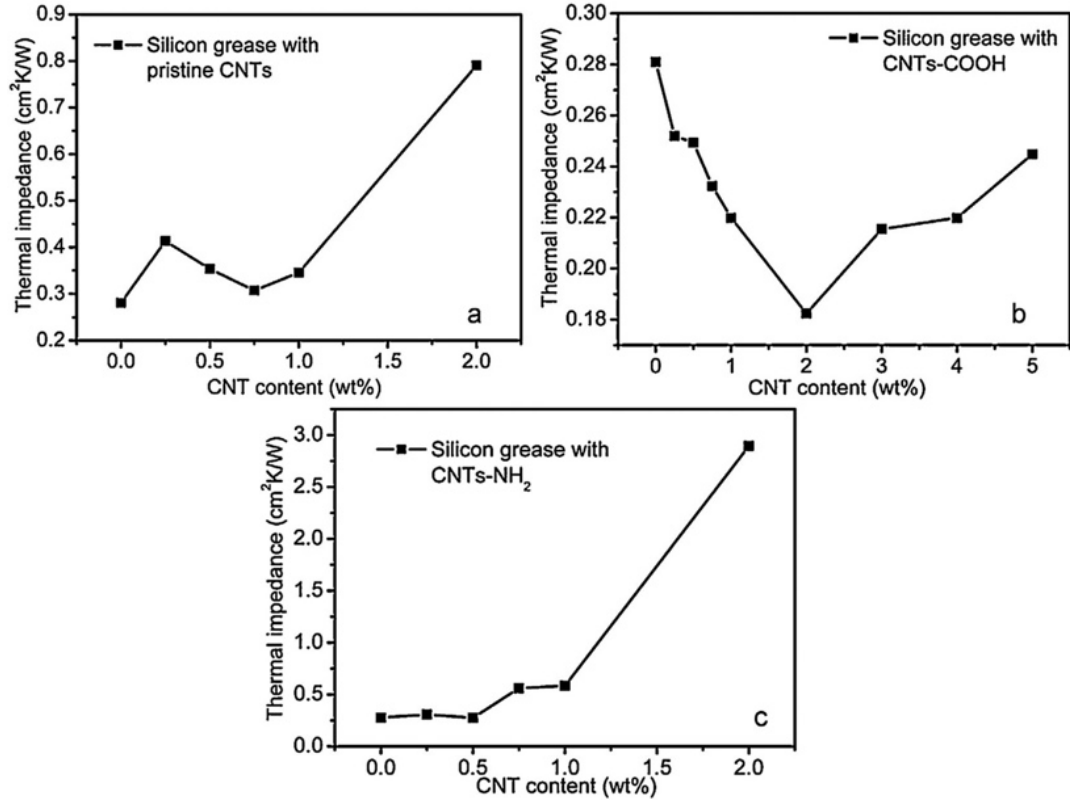 0.9
0.8
0.7
0.6
0.5
0.4
0.3
0.2
Thermal impedance (cm²K/W)
Silicon grease with
pristine CNTs
a
0.0 0.5 1.0 1.5 2.0
CNT content (wt%)
0.30
0.28
0.26
0.24
0.22
0.20
0.18
Thermal impedance (cm²K/W)
Silicon grease with
CNTs-COOH
b
0 1 2 3 4 5
CNT content (wt%)
3.0
2.5
2.0
1.5
1.0
0.5
0.0
Thermal impedance (cm²K/W)
Silicon grease with
CNTs-NH₂
c
0.0 0.5 1.0 1.5 2.0
CNT content (wt%)